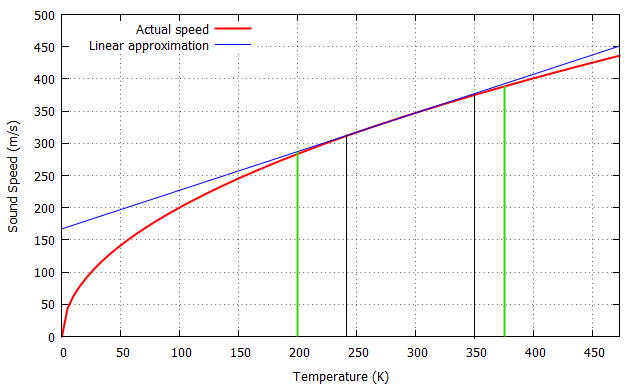 Actual speed
Linear approximation
500
450
400
350
300
250
200
150
100
50
0
Sound Speed (m/s)
0 50 100 150 200 250 300 350 400 450
Temperature (K)